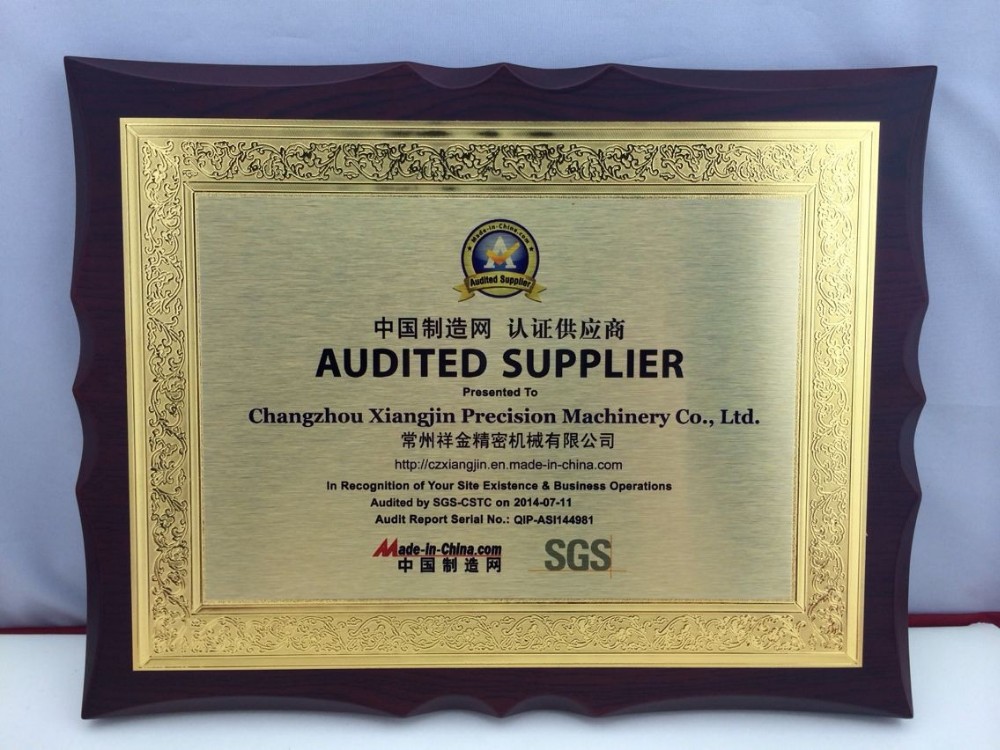 Made-in-China.com
Audited Supplier
中国制造网 认证供应商
AUDITED SUPPLIER
Presented To
Changzhou Xiangjin Precision Machinery Co., Ltd.
常州祥金精密机械有限公司
http://czxiangjin.en.made-in-china.com
In Recognition of Your Site Existence & Business Operations
Audited by SGS-CSTC on 2014-07-11
Audit Report Serial No.: QIP-ASI144981
Made-in-China.com
中国制造网
SGS